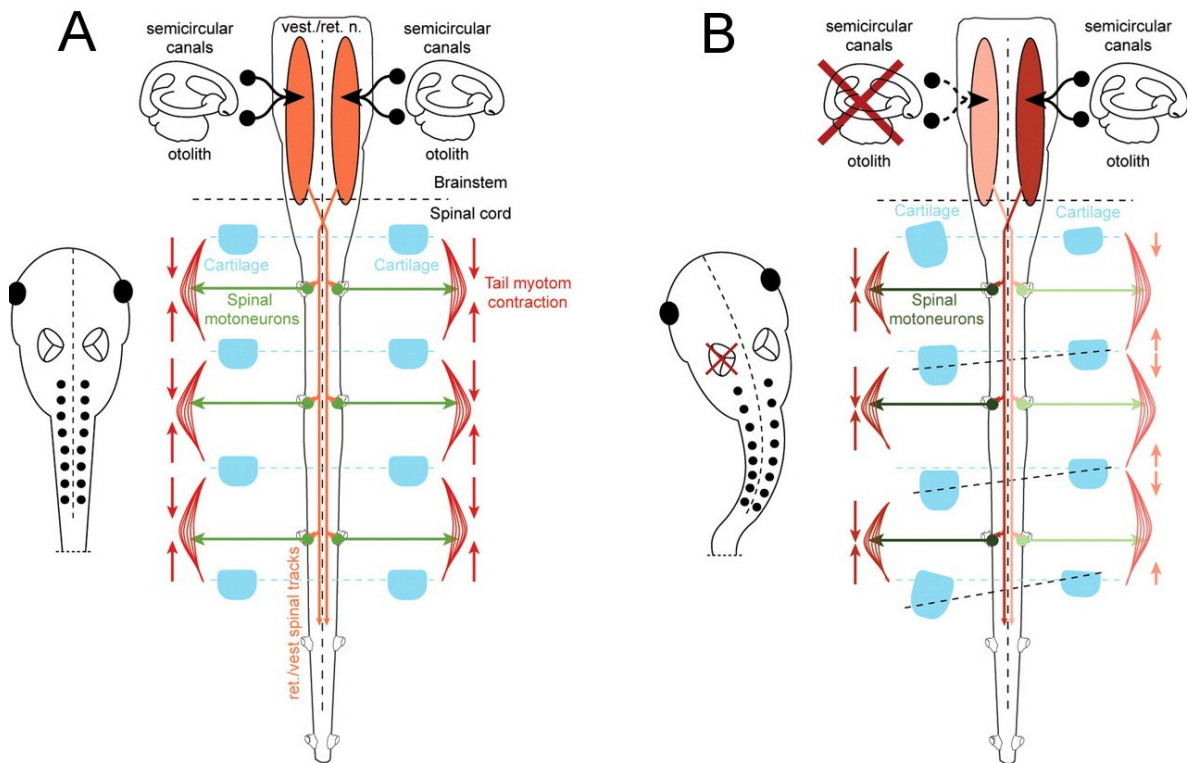 A
semicircular
canals
otolith
vest./ret. n.
semicircular
canals
otolith
Brainstem
Spinal cord
Cartilage
Cartilage
Spinal
motoneurons
Tail myotom
contraction
ret./vest spinal tracks
B
semicircular
canals
otolith
semicircular
canals
otolith
Cartilage
Cartilage
Spinal
motoneurons